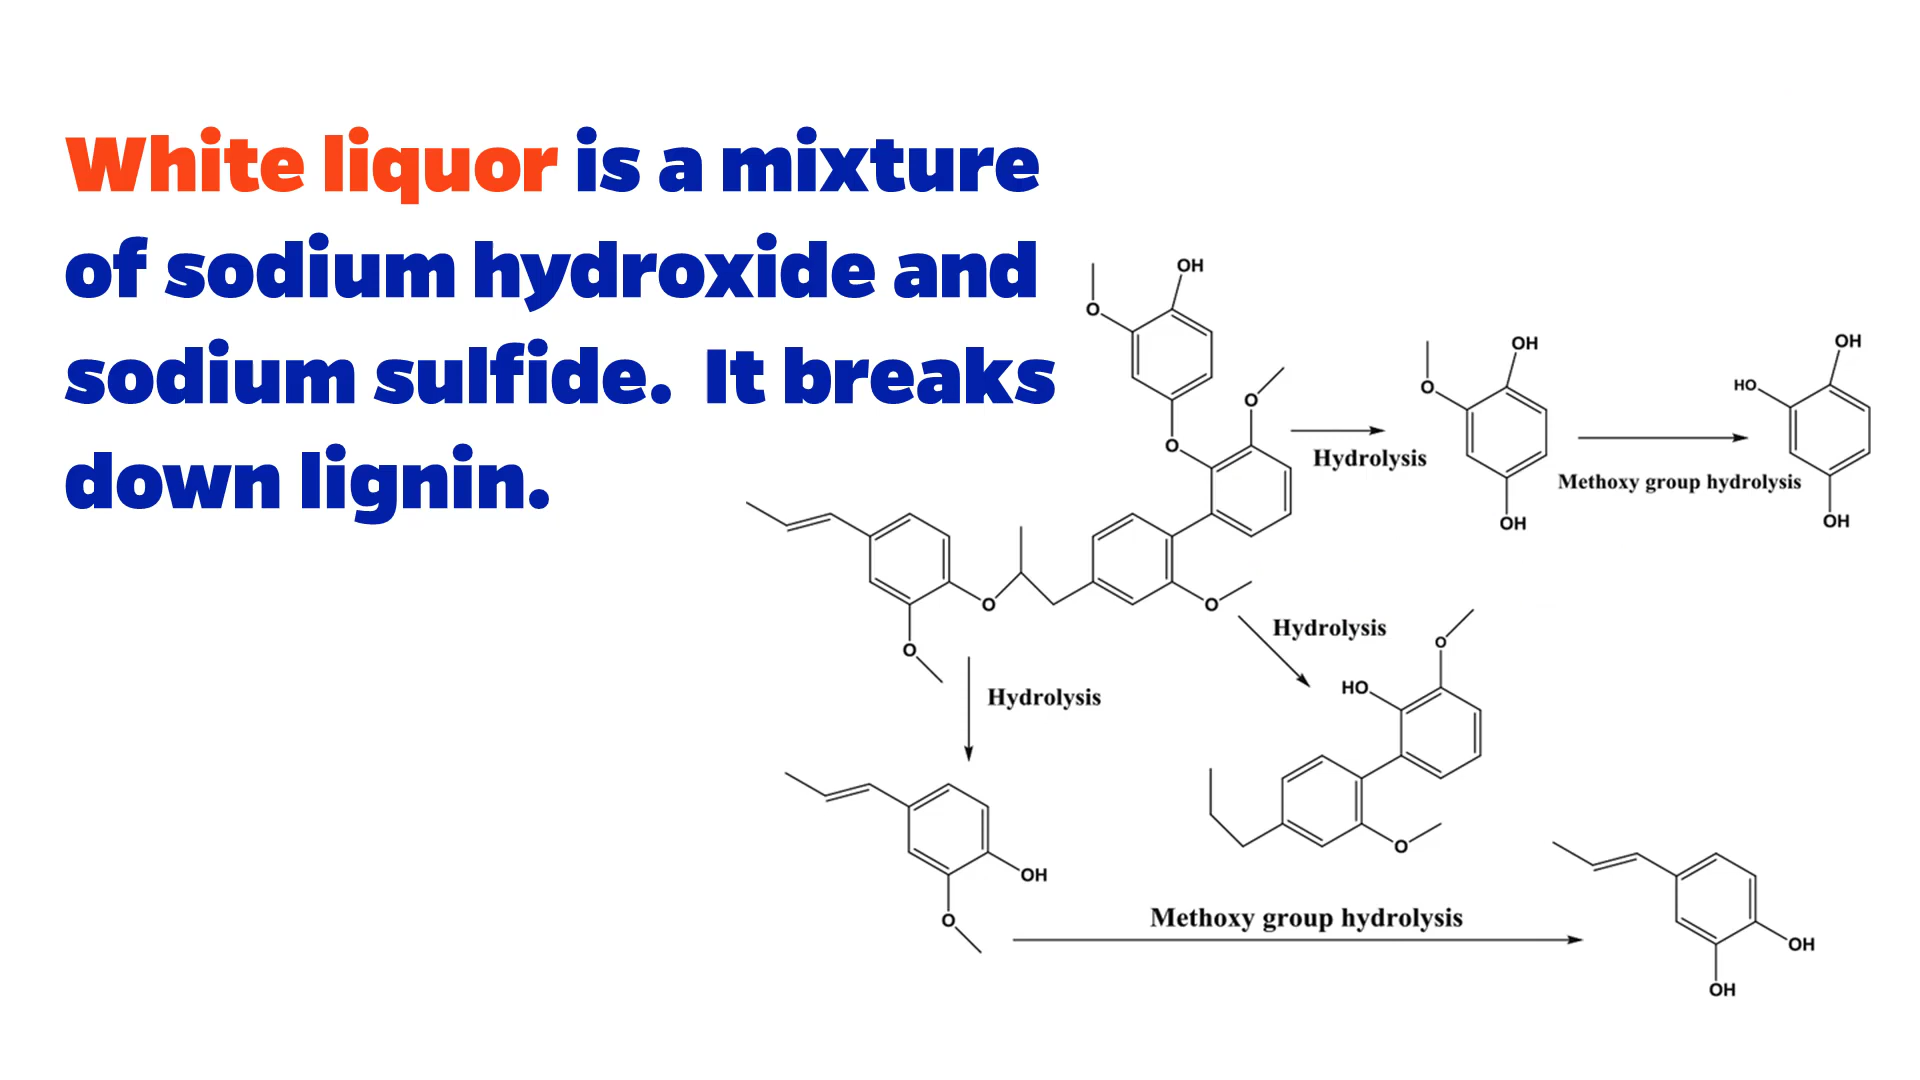 White liquor is a mixture
of sodium hydroxide and
sodium sulfide.  It breaks
down lignin.
OH
O
O
O
O
O
O
Hydrolysis
OH
O
OH
Methoxy group hydrolysis
OH
HO
OH
Hydrolysis
O
HO
O
Hydrolysis
OH
O
Methoxy group hydrolysis
OH
OH